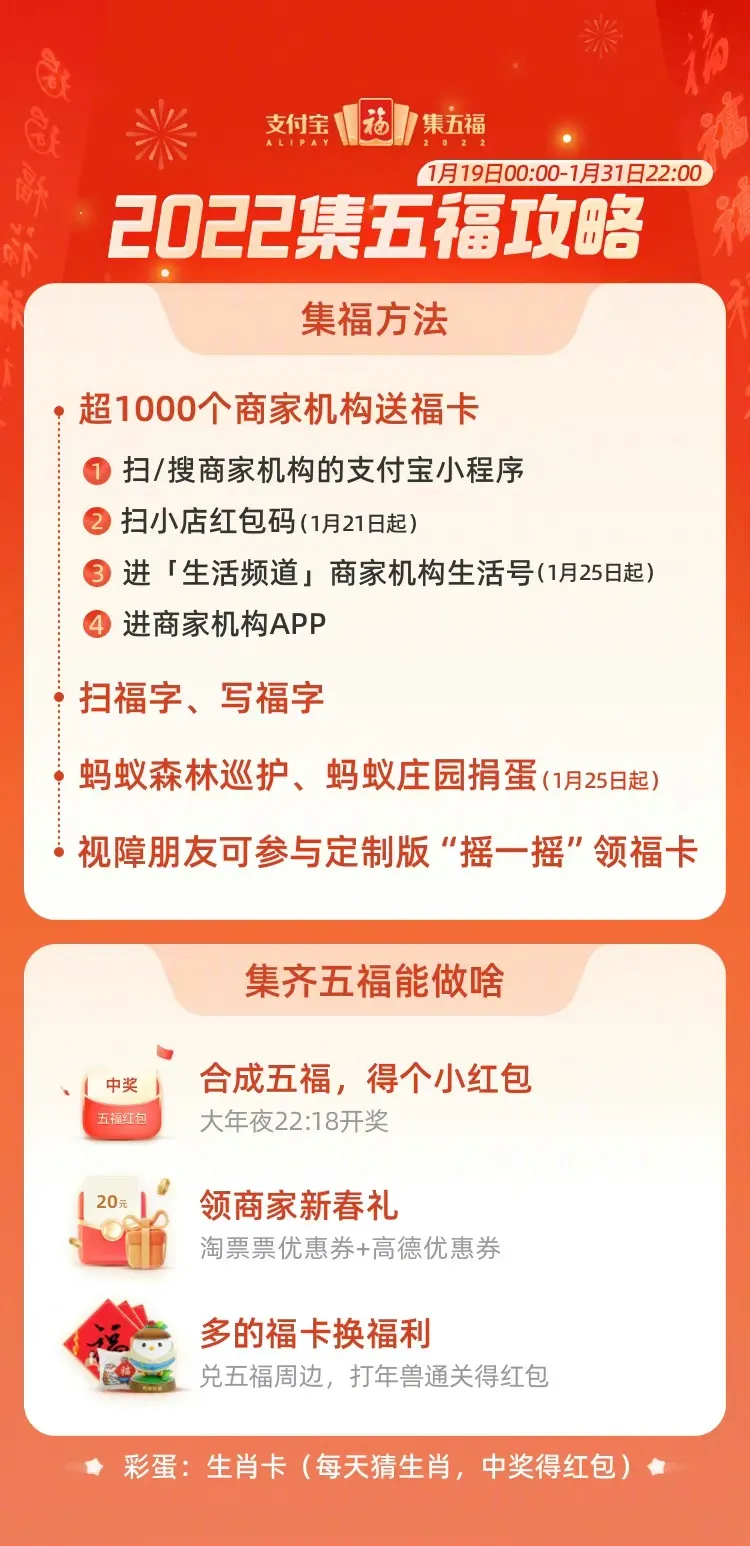 支付宝 福 集五福
ALIPAY 2022
1月19日00:00-1月31日22:00
2022集五福攻略
集福方法
超1000个商家机构送福卡
1 扫/搜商家机构的支付宝小程序
2 扫小店红包码(1月21日起)
3 进「生活频道」商家机构生活号(1月25日起)
4 进商家机构APP
扫福字、写福字
蚂蚁森林巡护、蚂蚁庄园捐蛋(1月25日起)
视障朋友可参与定制版“摇一摇”领福卡
集齐五福能做啥
中奖
五福红包
合成五福，得个小红包
大年夜22:18开奖
20元
领商家新春礼
淘票票优惠券+高德优惠券
福
福
多的福卡换福利
兑五福周边，打年兽通关得红包
彩蛋：生肖卡（每天猜生肖，中奖得红包）